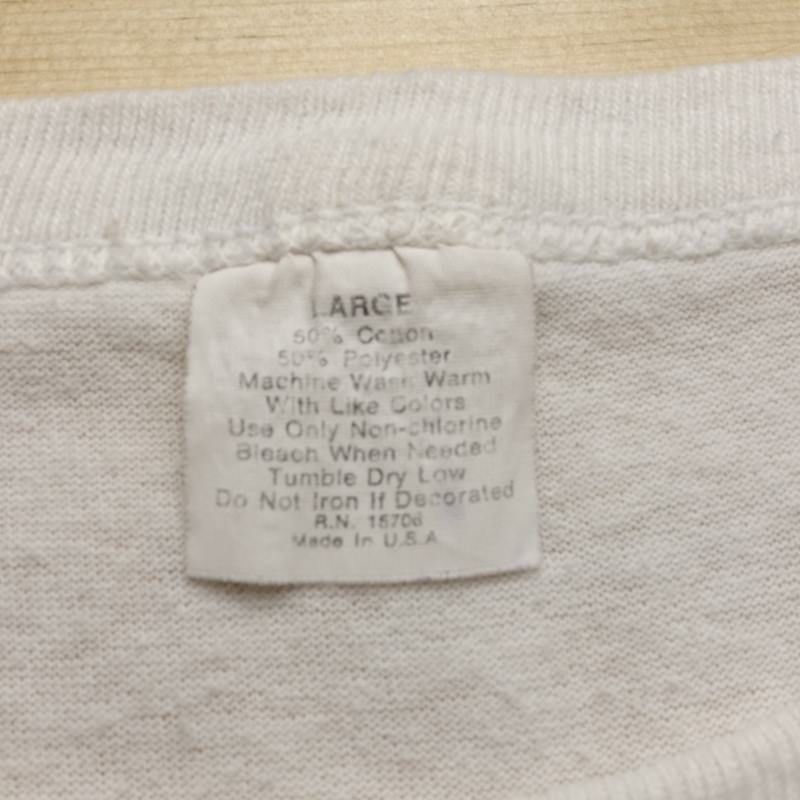 LARGE
50% Cotton
50% Polyester
Machine Wash Warm
With Like Colors
Use Only Non-chlorine
Bleach When Needed
Tumble Dry Low
Do Not Iron If Decorated
R.N. 15706
Made In U.S.A